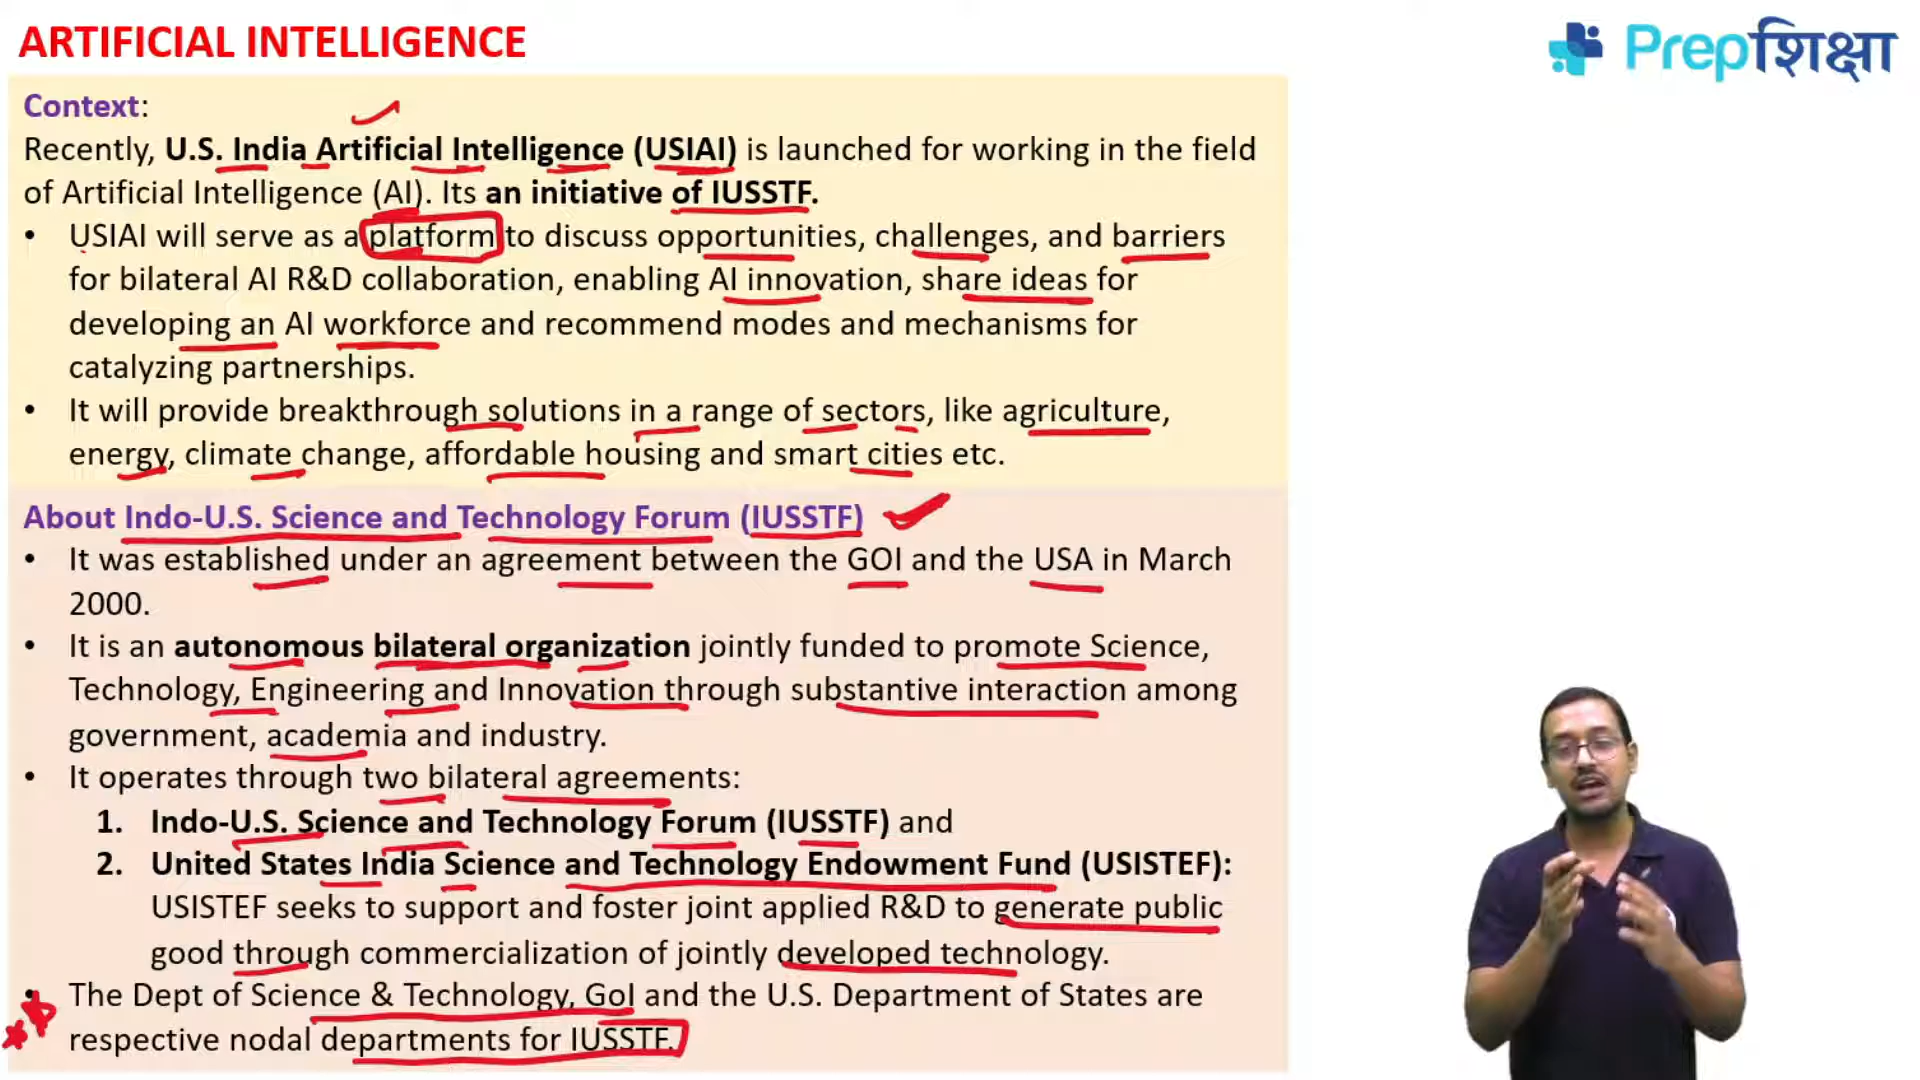 ARTIFICIAL INTELLIGENCE
Prepशिक्षा
Context:
Recently, U.S. India Artificial Intelligence (USIAI) is launched for working in the field
of Artificial Intelligence (AI). Its an initiative of IUSSTF.
• USIAI will serve as a platform to discuss opportunities, challenges, and barriers
for bilateral AI R&D collaboration, enabling AI innovation, share ideas for
developing an AI workforce and recommend modes and mechanisms for
catalyzing partnerships.
• It will provide breakthrough solutions in a range of sectors, like agriculture,
energy, climate change, affordable housing and smart cities etc.
About Indo-U.S. Science and Technology Forum (IUSSTF)
• It was established under an agreement between the GOI and the USA in March
2000.
• It is an autonomous bilateral organization jointly funded to promote Science,
Technology, Engineering and Innovation through substantive interaction among
government, academia and industry.
• It operates through two bilateral agreements:
1. Indo-U.S. Science and Technology Forum (IUSSTF) and
2. United States India Science and Technology Endowment Fund (USISTEF):
USISTEF seeks to support and foster joint applied R&D to generate public
good through commercialization of jointly developed technology.
• The Dept of Science & Technology, GoI and the U.S. Department of States are
respective nodal departments for IUSSTF.